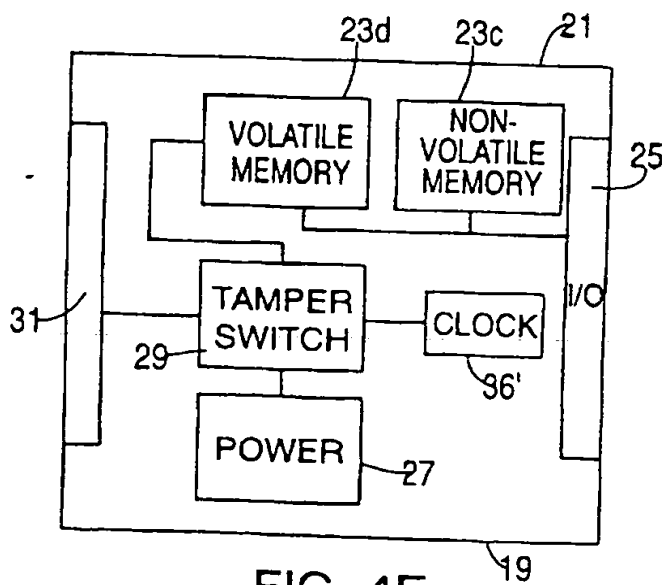 23d
23c
21
VOLATILE
MEMORY
NON-
VOLATILE
MEMORY
25
I/O
TAMPER
SWITCH
29
31
CLOCK
36'
POWER
27
19